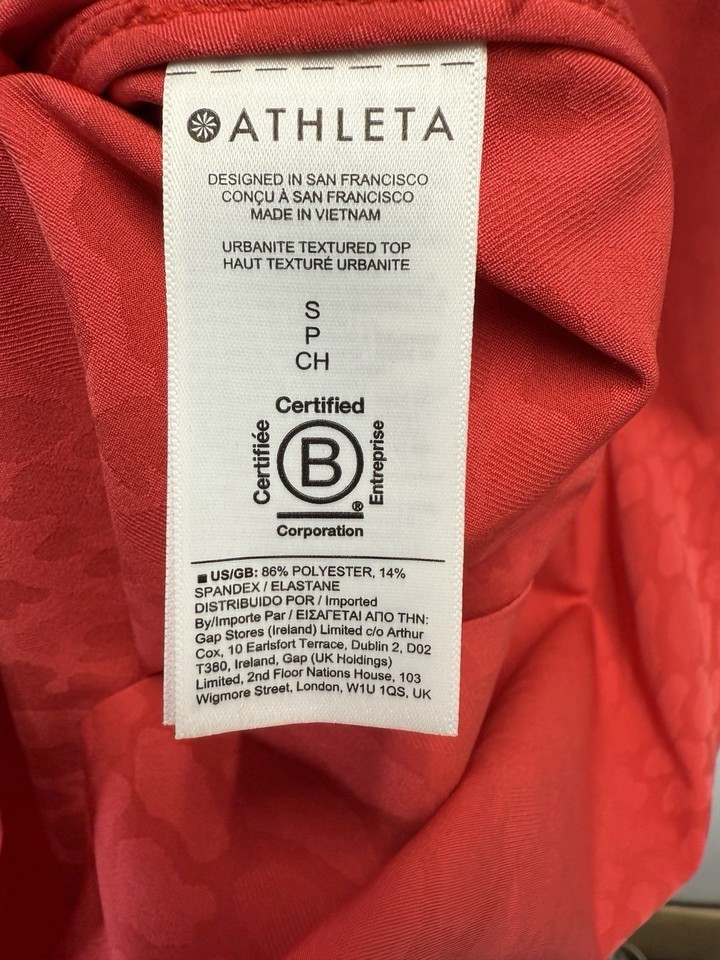 ATHLETA
DESIGNED IN SAN FRANCISCO
CONÇU À SAN FRANCISCO
MADE IN VIETNAM
URBANITE TEXTURED TOP
HAUT TEXTURÉ URBANITE
S
P
CH
Certified
Certifiée
B
Entreprise
®
Corporation
US/GB: 86% POLYESTER, 14%
SPANDEX / ELASTANE
DISTRIBUIDO POR / Imported
By/Importe Par / ΕΙΣΑΓΕΤΑΙ ΑΠΟ ΤΗΝ:
Gap Stores (Ireland) Limited c/o Arthur
Cox, 10 Earlsfort Terrace, Dublin 2, D02
T380, Ireland, Gap (UK Holdings)
Limited, 2nd Floor Nations House, 103
Wigmore Street, London, W1U 1QS, UK